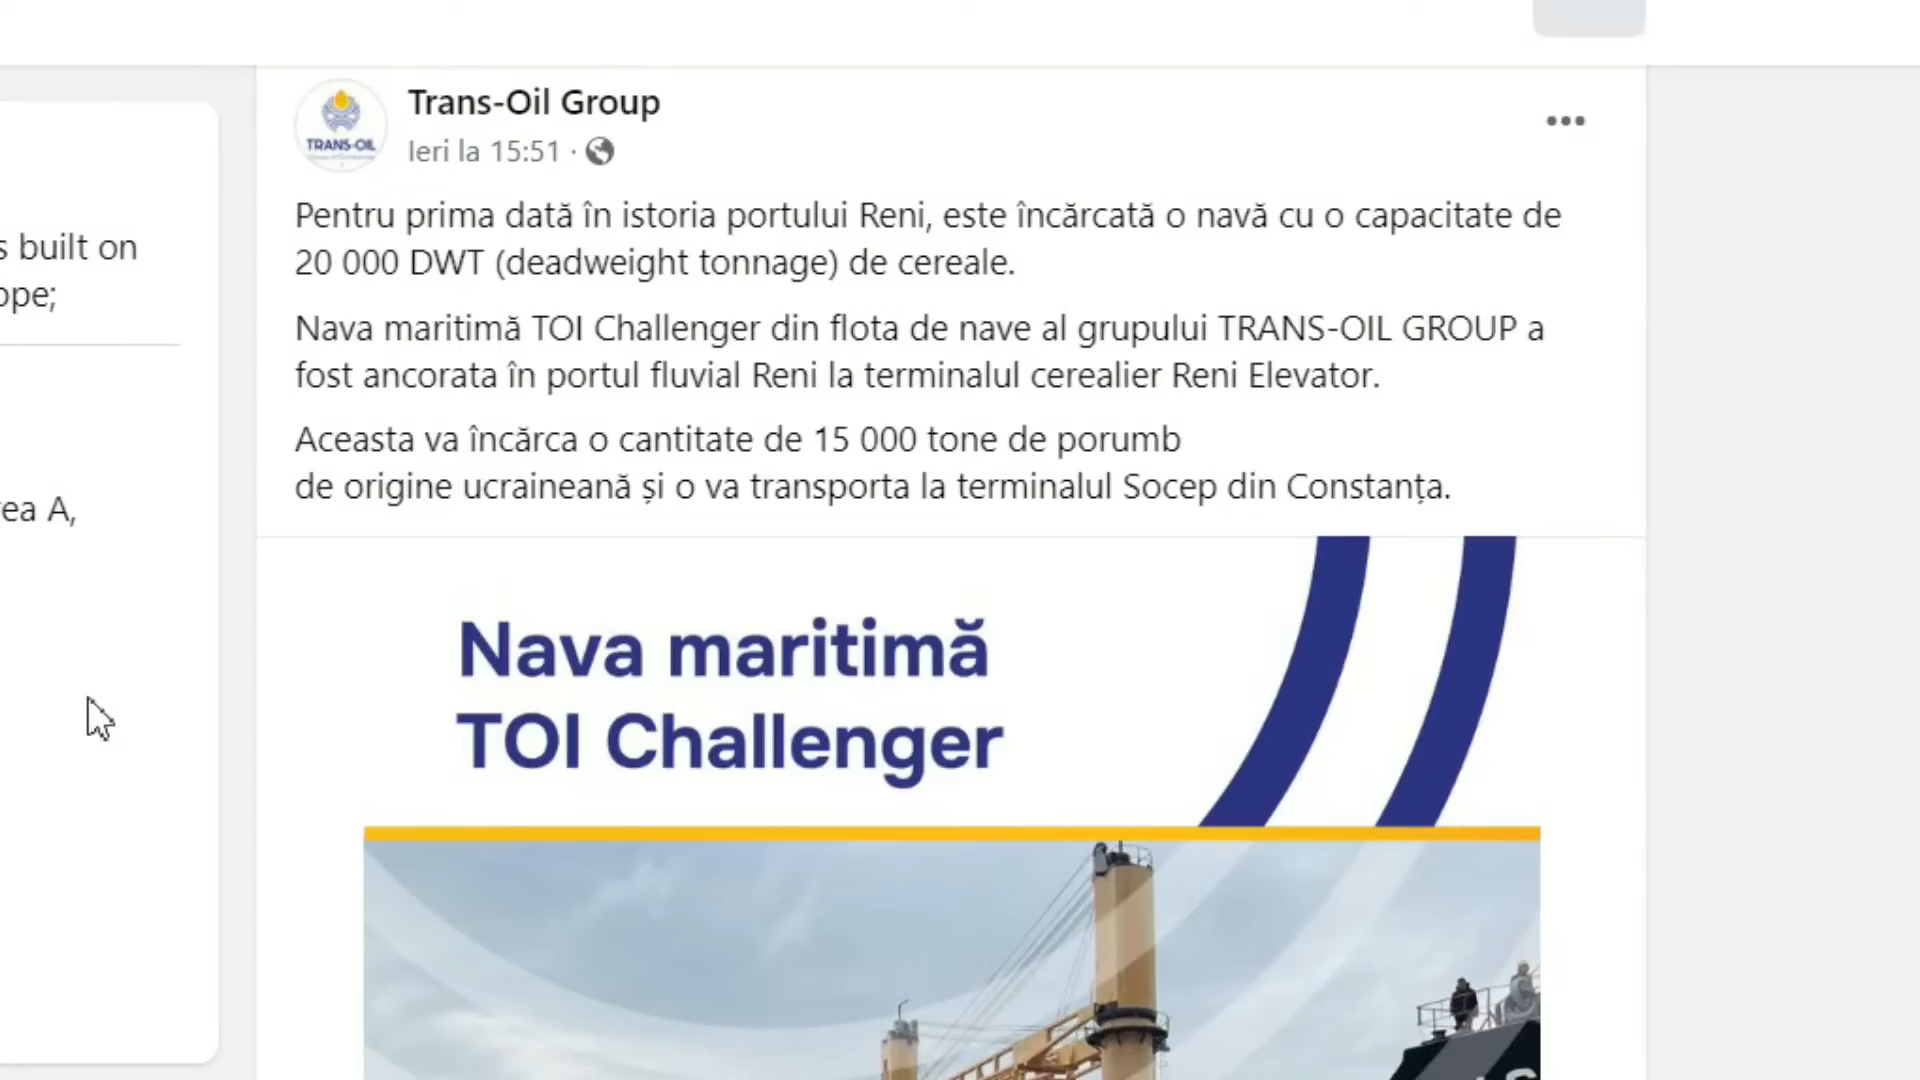 Trans-Oil Group
TRANS-OIL
Ieri la 15:51 ·
Pentru prima dată în istoria portului Reni, este încărcată o navă cu o capacitate de
20 000 DWT (deadweight tonnage) de cereale.
Nava maritimă TOI Challenger din flota de nave al grupului TRANS-OIL GROUP a
fost ancorata în portul fluvial Reni la terminalul cerealier Reni Elevator.
Aceasta va încărca o cantitate de 15 000 tone de porumb
de origine ucraineană și o va transporta la terminalul Socep din Constanța.
s built on
ope;
rea A,
Nava maritimă
TOI Challenger